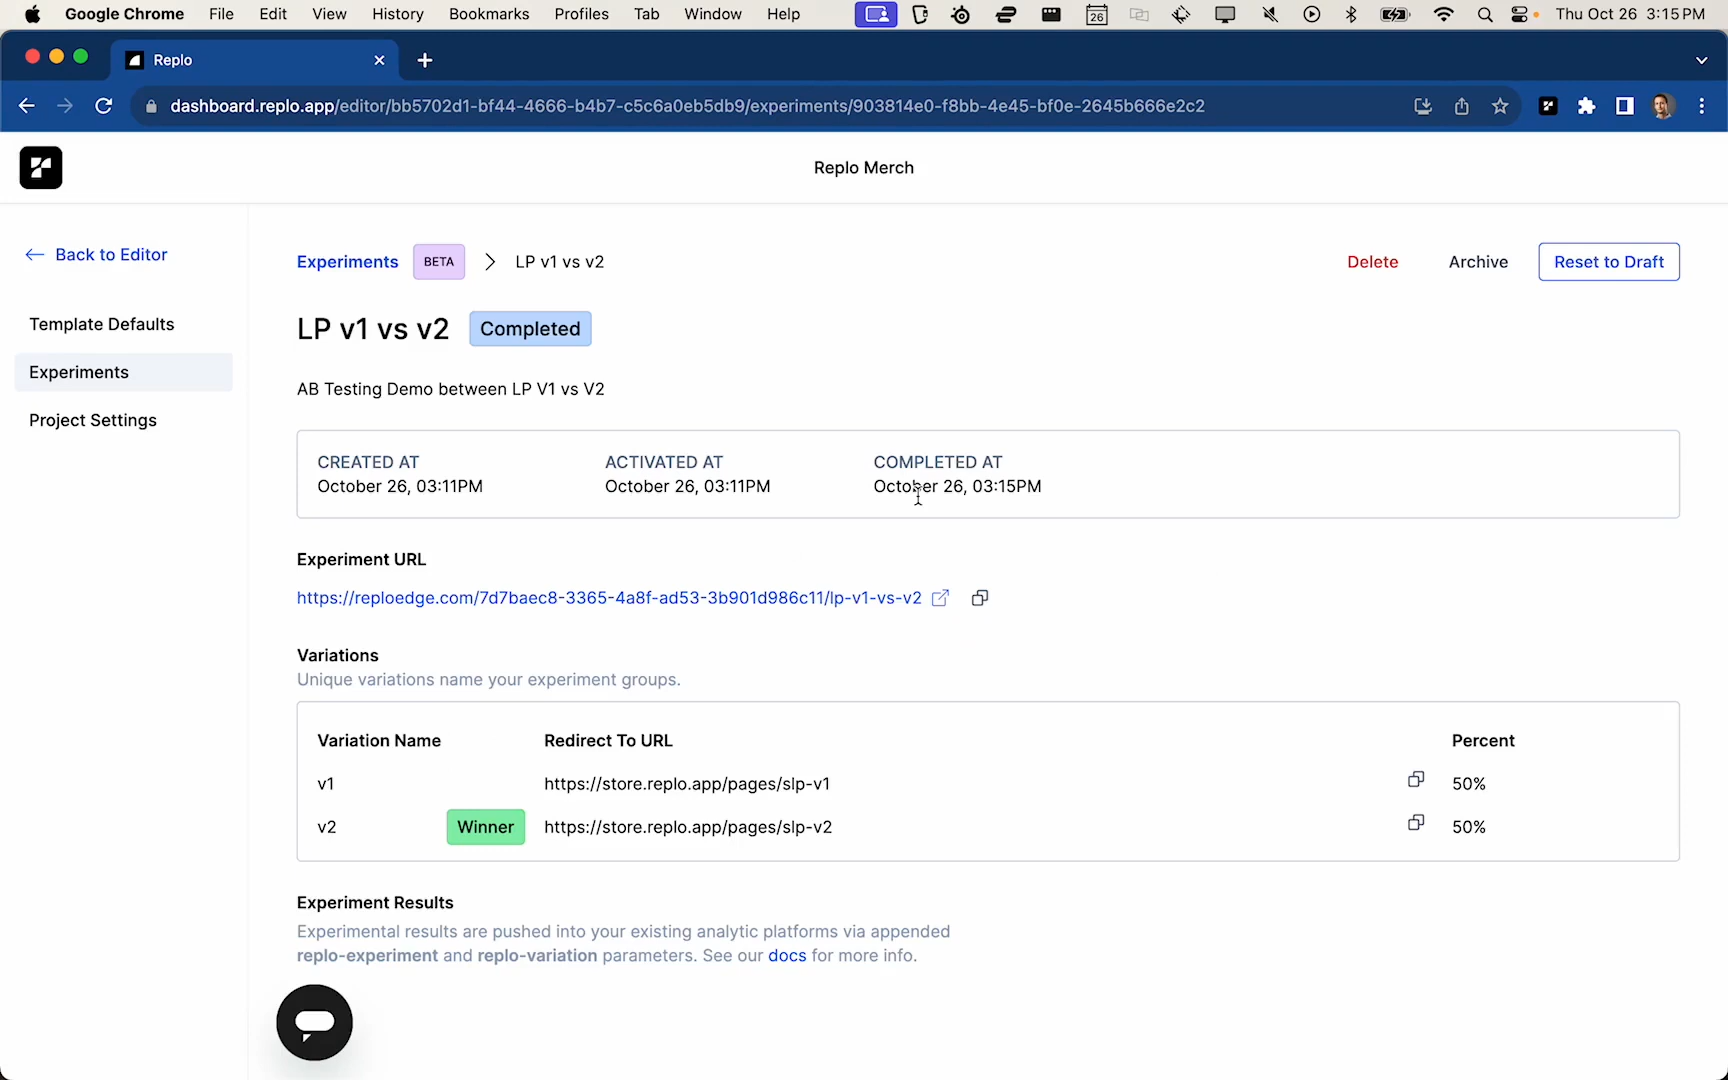 Google Chrome File Edit View History Bookmarks Profiles Tab Window Help 26 Thu Oct 26 3:15 PM
Replo
dashboard.replo.app/editor/bb5702d1-bf44-4666-b4b7-c5c6a0eb5db9/experiments/903814e0-f8bb-4e45-bf0e-2645b666e2c2
Replo Merch
Back to Editor
Template Defaults
Experiments
Project Settings
Experiments BETA LP v1 vs v2 Delete Archive Reset to Draft
LP v1 vs v2 Completed
AB Testing Demo between LP V1 vs V2
CREATED AT ACTIVATED AT COMPLETED AT
October 26, 03:11PM October 26, 03:11PM October 26, 03:15PM
Experiment URL
https://reploedge.com/7d7baec8-3365-4a8f-ad53-3b901d986c11/lp-v1-vs-v2
Variations
Unique variations name your experiment groups.
Variation Name Redirect To URL Percent
v1 https://store.replo.app/pages/slp-v1 50%
v2 Winner https://store.replo.app/pages/slp-v2 50%
Experiment Results
Experimental results are pushed into your existing analytic platforms via appended
replo-experiment and replo-variation parameters. See our docs for more info.